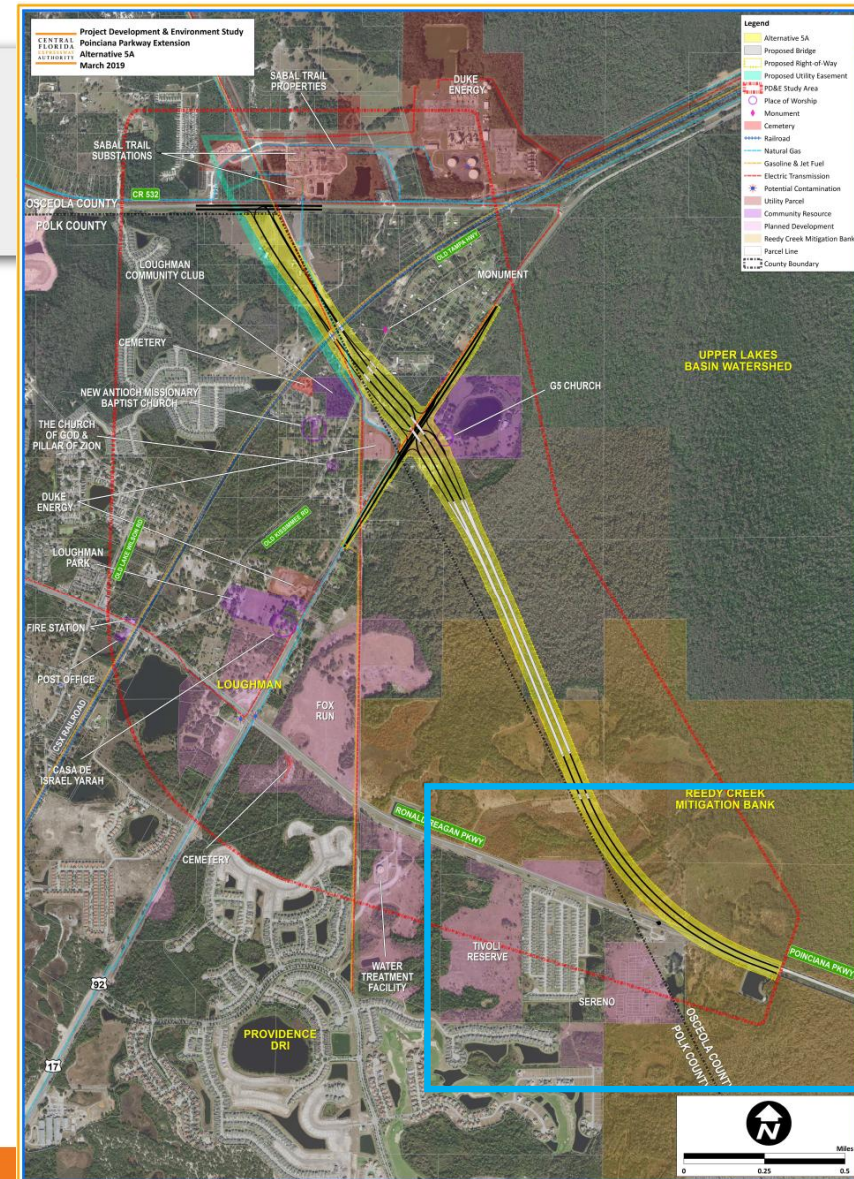 CENTRAL
FLORIDA
EXPRESSWAY
AUTHORITY
Project Development & Environment Study
Poinciana Parkway Extension
Alternative 5A
March 2019
Legend
Alternative 5A
Proposed Bridge
Proposed Right-of-Way
Proposed Utility Easement
PD&E Study Area
Place of Worship
Monument
Cemetery
Railroad
Natural Gas
Gasoline & Jet Fuel
Electric Transmission
Potential Contamination
Utility Parcel
Community Resource
Planned Development
Reedy Creek Mitigation Bank
Parcel Line
County Boundary
SABAL TRAIL
PROPERTIES
DUKE
ENERGY
SABAL TRAIL
SUBSTATIONS
CR 532
OSCEOLA COUNTY
POLK COUNTY
OLD TAMPA HWY
LOUGHMAN
COMMUNITY CLUB
MONUMENT
CEMETERY
UPPER LAKES
BASIN WATERSHED
NEW ANTIOCH MISSIONARY
BAPTIST CHURCH
G5 CHURCH
THE CHURCH
OF GOD &
PILLAR OF ZION
DUKE
ENERGY
OLD KISSIMMEE RD
OLD LAKE WILSON RD
LOUGHMAN
PARK
FIRE STATION
POST OFFICE
LOUGHMAN
FOX
RUN
CSX RAILROAD
CASA DE
ISRAEL YARAH
REEDY CREEK
MITIGATION BANK
RONALD REAGAN PKWY
CEMETERY
TIVOLI
RESERVE
WATER
TREATMENT
FACILITY
POINCIANA PKWY
SERENO
92
OSCEOLA COUNTY
POLK COUNTY
PROVIDENCE
DRI
17
N
Miles
0 0.25 0.5